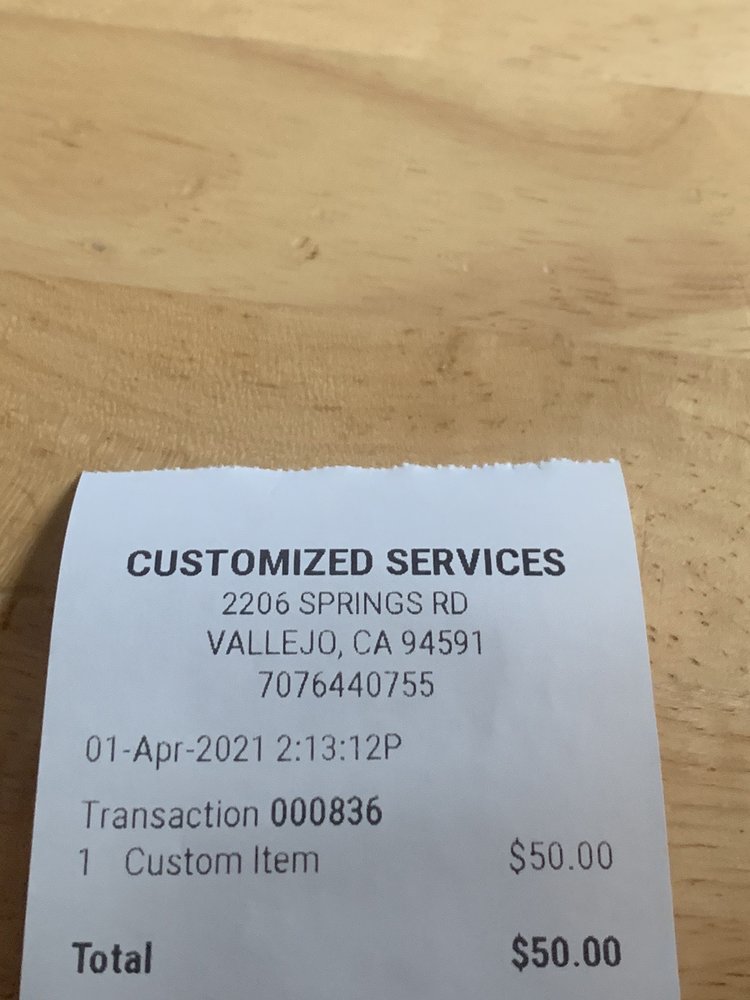 CUSTOMIZED SERVICES
2206 SPRINGS RD
VALLEJO, CA 94591
7076440755
01-Apr-2021 2:13:12P
Transaction 000836
1 Custom Item $50.00
Total $50.00